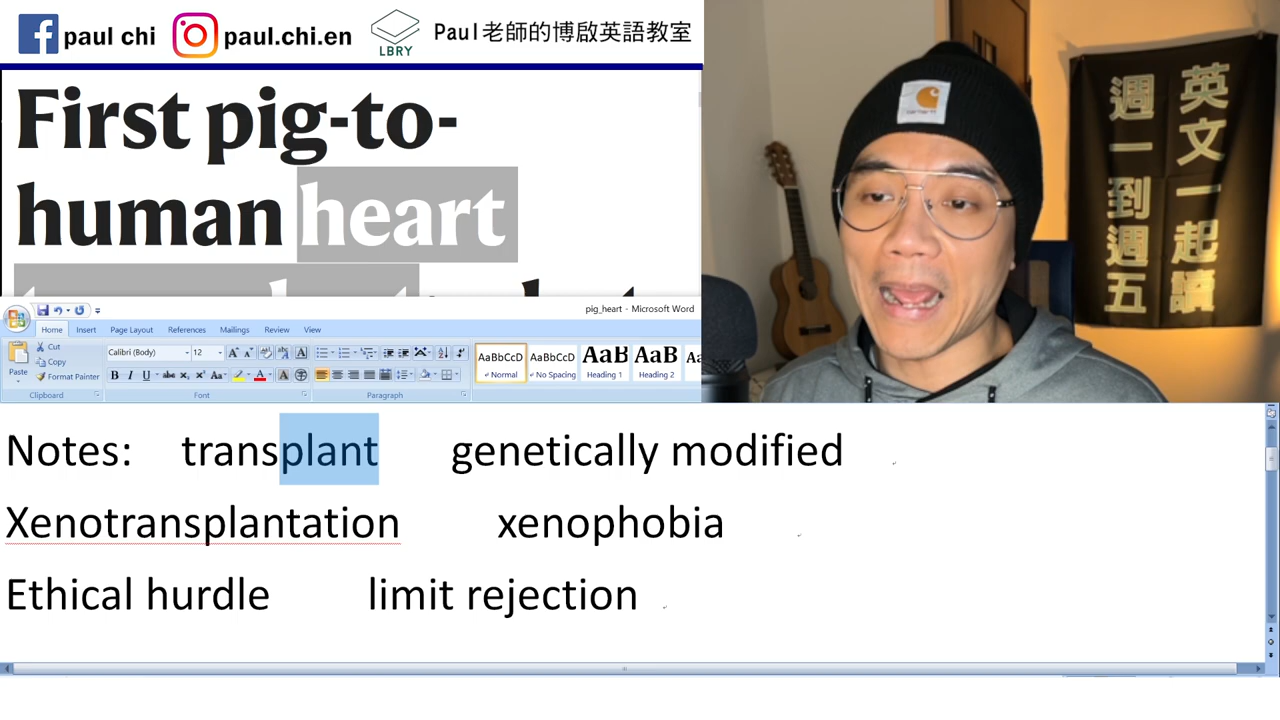 paul chi
paul.chi.en
LBRY
Paul老師的博啟英語教室
First pig-to-
human heart
pig_heart - Microsoft Word
Home Insert Page Layout References Mailings Review View
Paste
Cut
Copy
Format Painter
Clipboard
Calibri (Body) 12
Font
Paragraph
AaBbCcD AaBbCcD AaB AaB
Normal No Spacing Heading 1 Heading 2
Notes: transplant genetically modified
Xenotransplantation xenophobia
Ethical hurdle limit rejection
英文一起讀
週一到週五